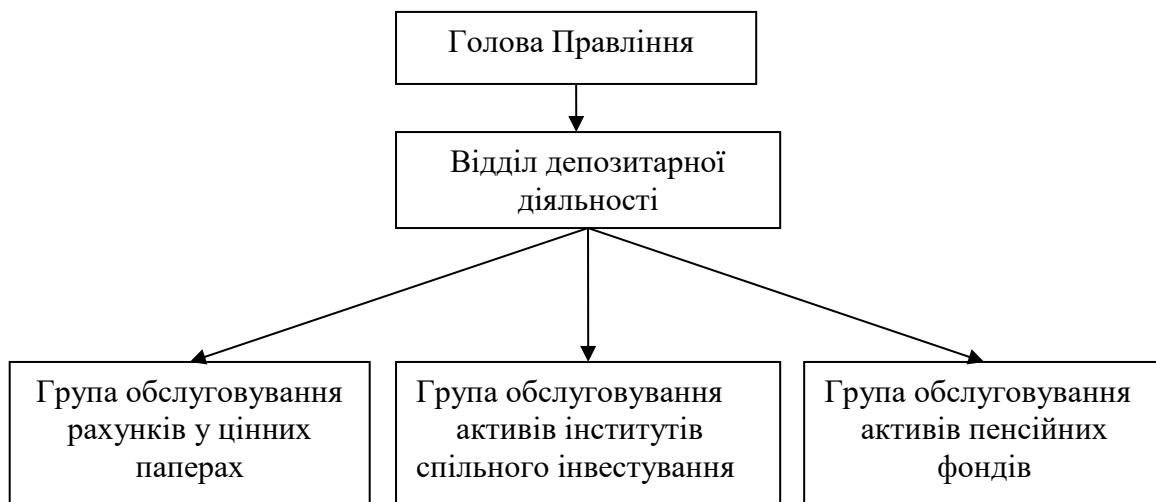 Голова Правління
Відділ депозитарної
діяльності
Група обслуговування
рахунків у цінних
паперах
Група обслуговування
активів інститутів
спільного інвестування
Група обслуговування
активів пенсійних
фондів